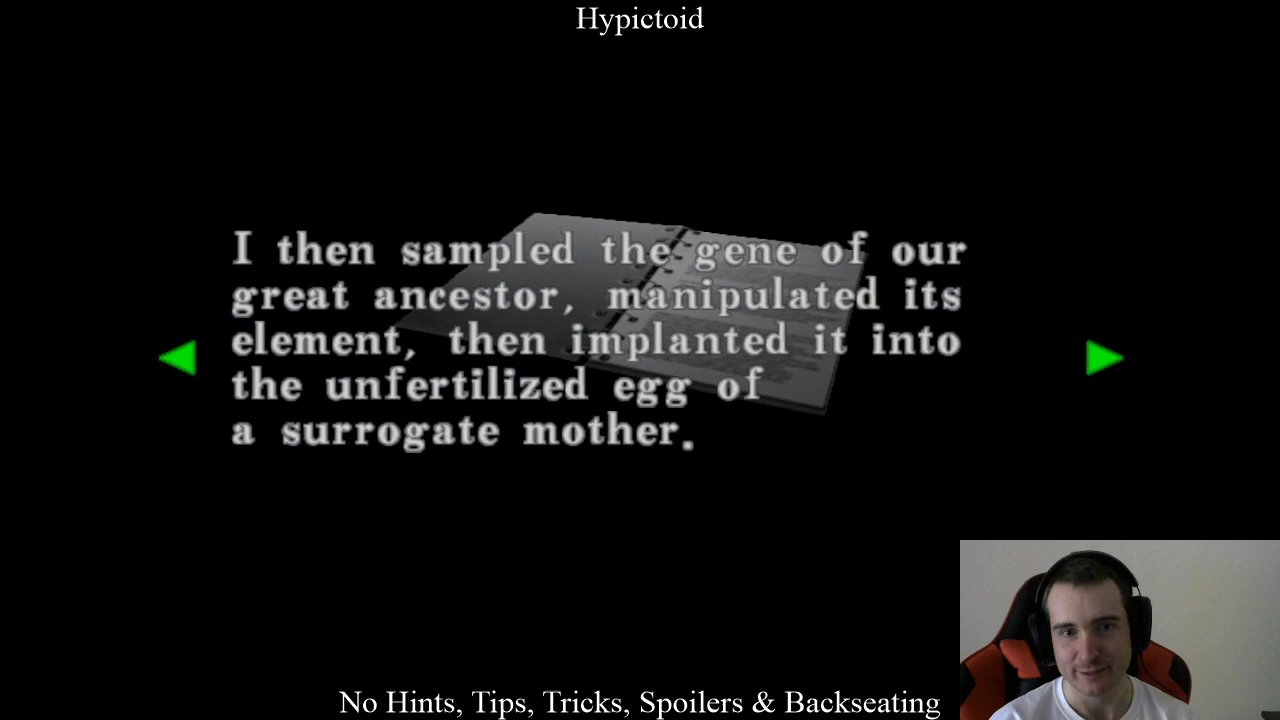 Hypictoid
I then sampled the gene of our
great ancestor, manipulated its
element, then implanted it into
the unfertilized egg of
a surrogate mother.
No Hints, Tips, Tricks, Spoilers & Backseating